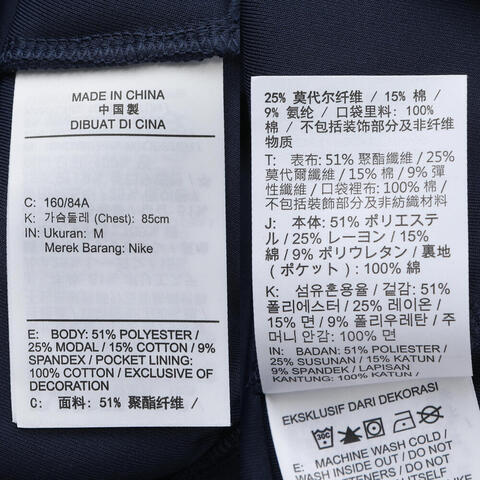 MADE IN CHINA
中国製
DIBUAT DI CINA
C: 160/84A
K: 가슴둘레 (Chest): 85cm
IN: Ukuran: M
Merek Barang: Nike
E: BODY: 51% POLYESTER /
25% MODAL / 15% COTTON / 9%
SPANDEX / POCKET LINING:
100% COTTON / EXCLUSIVE OF
DECORATION
C: 面料: 51% 聚酯纤维 /
25% 莫代尔纤维 / 15% 棉 /
9% 氨纶 / 口袋里料: 100%
棉 / 不包括装饰部分及非纤维
物质
T: 表布: 51% 聚酯纖維 / 25%
莫代爾纖維 / 15% 棉 / 9% 彈
性纖維 / 口袋裡布: 100% 棉 /
不包括裝飾部分及非紡織材料
J: 本体: 51% ポリエステ
ル / 25% レーヨン / 15%
綿 / 9% ポリウレタン / 裏地
(ポケット) : 100% 綿
K: 섬유혼용율 / 겉감: 51%
폴리에스터 / 25% 레이온 /
15% 면 / 9% 폴리우레탄 / 주
머니 안감: 100% 면
IN: BADAN: 51% POLIESTER /
25% SUSUNAN / 15% KATUN /
9% SPANDEKS / LAPISAN
KANTUNG: 100% KATUN /
EKSKLUSIF DARI DEKORASI
30C
E: MACHINE WASH COLD /
WASH INSIDE OUT / DO NOT